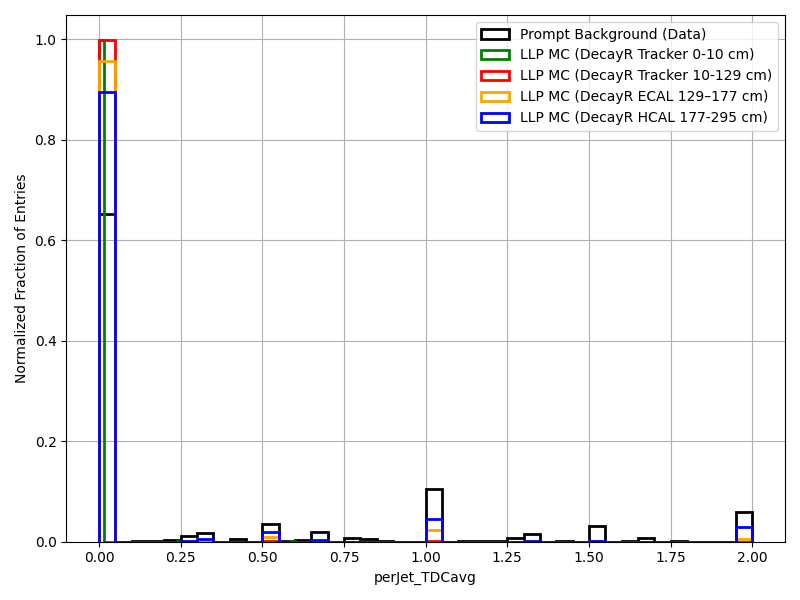 Prompt Background (Data)
LLP MC (DecayR Tracker 0-10 cm)
LLP MC (DecayR Tracker 10-129 cm)
LLP MC (DecayR ECAL 129–177 cm)
LLP MC (DecayR HCAL 177-295 cm)
Normalized Fraction of Entries
1.0
0.8
0.6
0.4
0.2
0.0
0.00 0.25 0.50 0.75 1.00 1.25 1.50 1.75 2.00
perJet_TDCavg